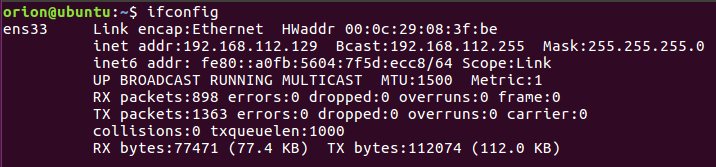 orion@ubuntu:~$ ifconfig
ens33     Link encap:Ethernet  HWaddr 00:0c:29:08:3f:be
          inet addr:192.168.112.129  Bcast:192.168.112.255  Mask:255.255.255.0
          inet6 addr: fe80::a0fb:5604:7f5d:ecc8/64 Scope:Link
          UP BROADCAST RUNNING MULTICAST  MTU:1500  Metric:1
          RX packets:898 errors:0 dropped:0 overruns:0 frame:0
          TX packets:1363 errors:0 dropped:0 overruns:0 carrier:0
          collisions:0 txqueuelen:1000
          RX bytes:77471 (77.4 KB)  TX bytes:112074 (112.0 KB)